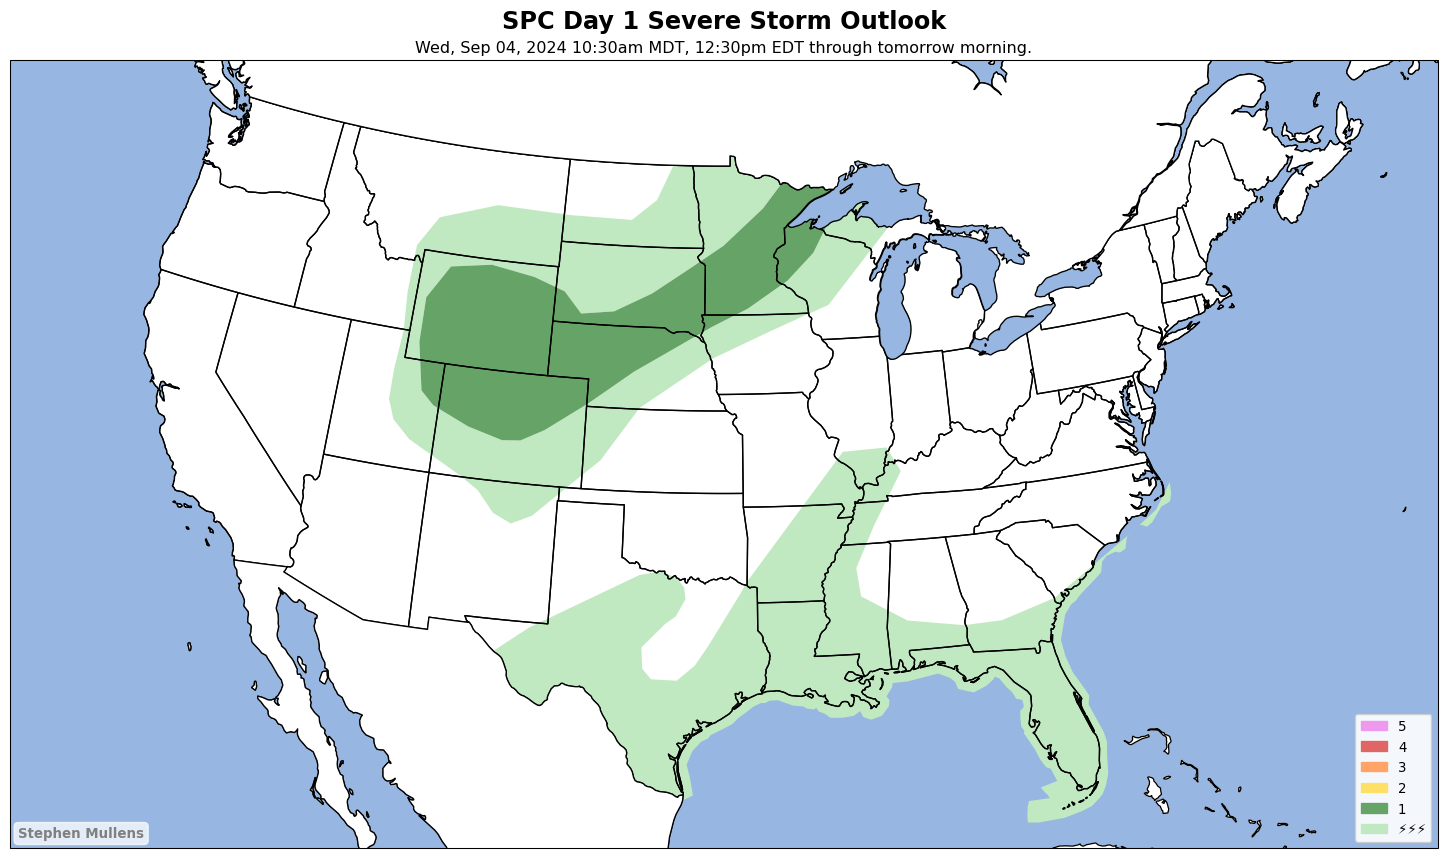 SPC Day 1 Severe Storm Outlook
Wed, Sep 04, 2024 10:30am MDT, 12:30pm EDT through tomorrow morning.
5
4
3
2
1
⚡⚡⚡
Stephen Mullens